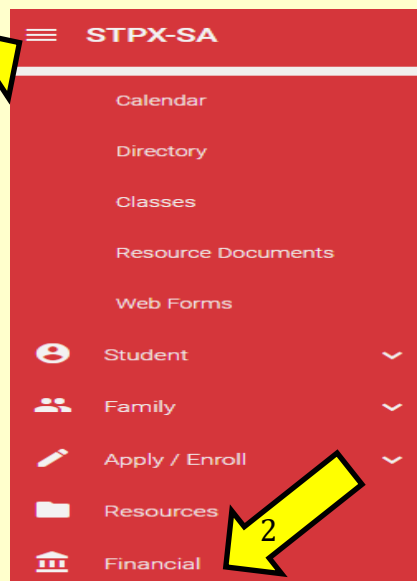 STPX-SA
Calendar
Directory
Classes
Resource Documents
Web Forms
Student
Family
Apply / Enroll
Resources
2
Financial